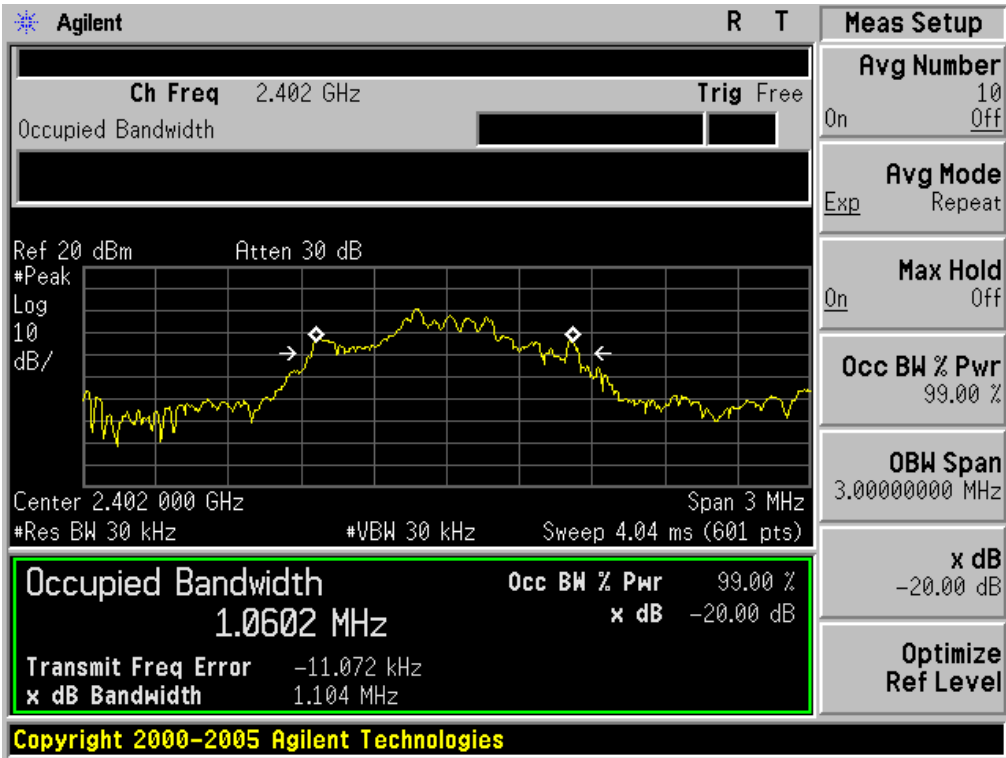 Agilent R T
Ch Freq 2.402 GHz Trig Free
Occupied Bandwidth
Ref 20 dBm Atten 30 dB
#Peak
Log
10
dB/
Center 2.402 000 GHz Span 3 MHz
#Res BW 30 kHz #VBW 30 kHz Sweep 4.04 ms (601 pts)
Occupied Bandwidth Occ BW % Pwr 99.00 %
1.0602 MHz x dB -20.00 dB
Transmit Freq Error -11.072 kHz
x dB Bandwidth 1.104 MHz
Copyright 2000-2005 Agilent Technologies
Meas Setup
Avg Number
10
On Off
Avg Mode
Exp Repeat
Max Hold
On Off
Occ BW % Pwr
99.00 %
OBW Span
3.00000000 MHz
x dB
-20.00 dB
Optimize
Ref Level